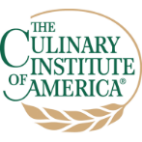 THE
CULINARY
INSTITUTE
OF AMERICA®